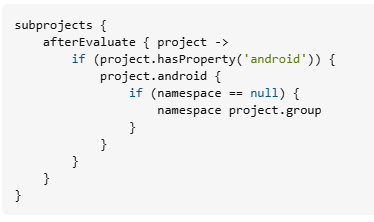 subprojects {
    afterEvaluate { project ->
        if (project.hasProperty('android')) {
            project.android {
                if (namespace == null) {
                    namespace project.group
                }
            }
        }
    }
}